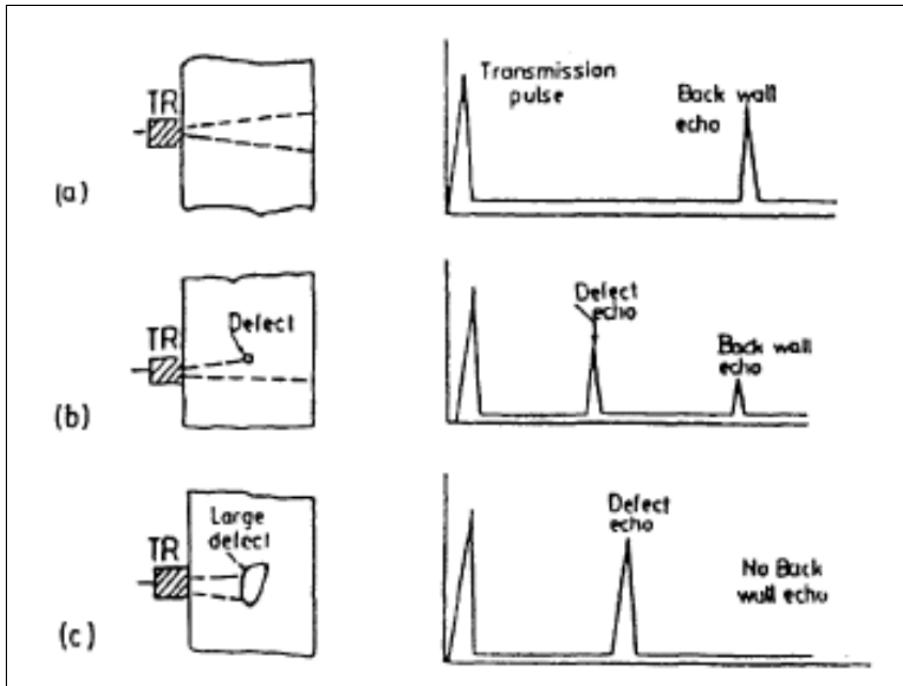 TR
(a)
Transmission
pulse
Back wall
echo
TR
Defect
(b)
Defect
echo
Back wall
echo
TR
Large
defect
(c)
Defect
echo
No Back
wall echo